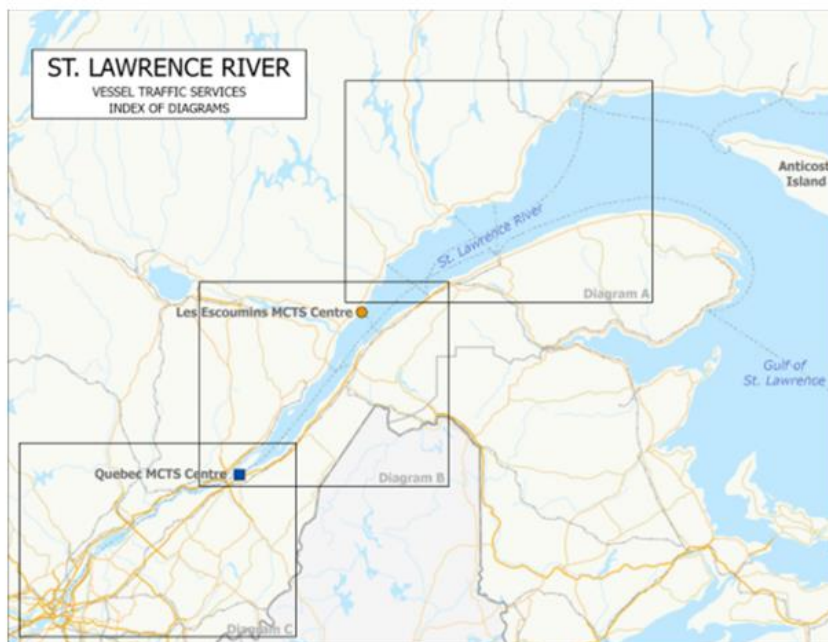 ST. LAWRENCE RIVER
VESSEL TRAFFIC SERVICES
INDEX OF DIAGRAMS
Anticost
Island
St. Lawrence River
Diagram A
Les Escoumins MCTS Centre
Gulf of
St. Lawrence
Quebec MCTS Centre
Diagram B
Diagram C